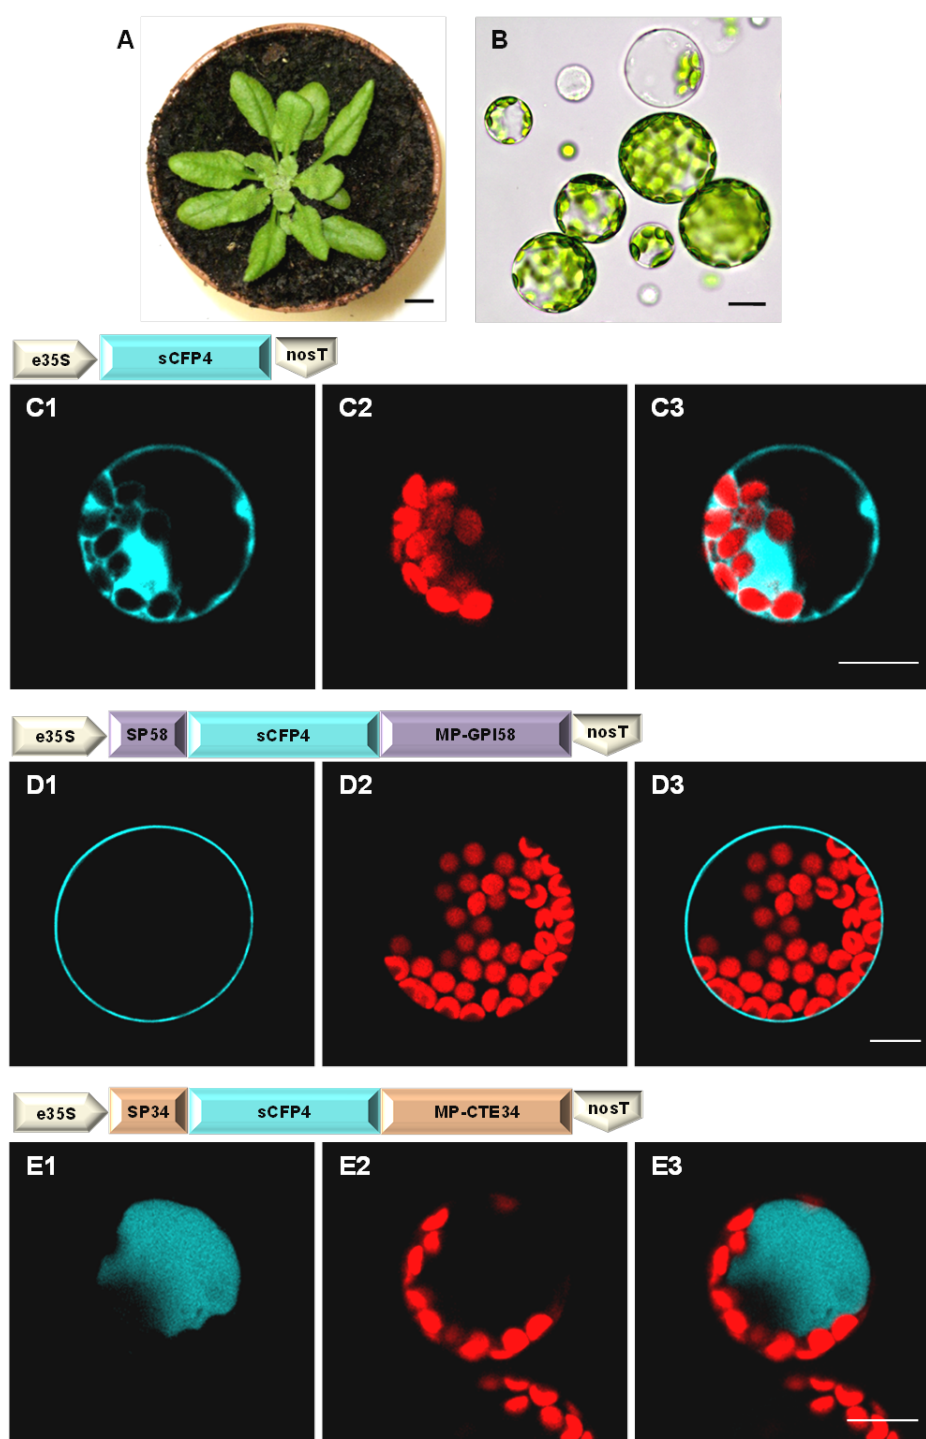 A B
e35S sCFP4 nosT
C1 C2 C3
e35S SP58 sCFP4 MP-GPI58 nosT
D1 D2 D3
e35S SP34 sCFP4 MP-CTE34 nosT
E1 E2 E3